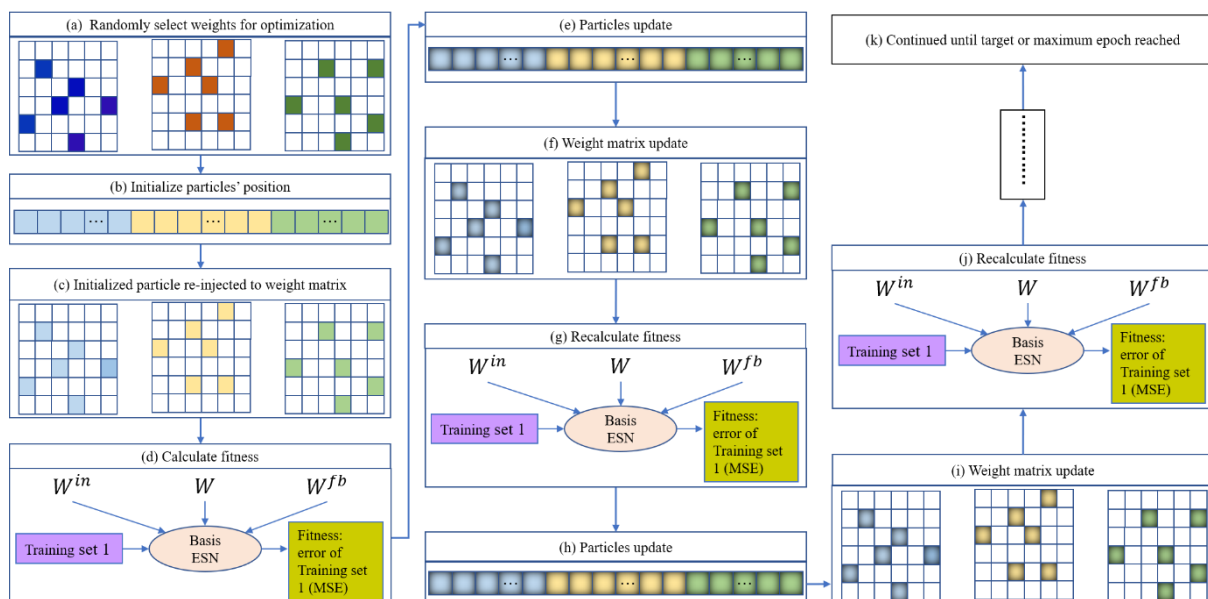 (a) Randomly select weights for optimization
(b) Initialize particles' position
...
...
...
(c) Initialized particle re-injected to weight matrix
(d) Calculate fitness
W^{in}
W
W^{fb}
Training set 1
Basis
ESN
Fitness:
error of
Training set
1 (MSE)
(e) Particles update
...
...
...
(f) Weight matrix update
(g) Recalculate fitness
W^{in}
W
W^{fb}
Training set 1
Basis
ESN
Fitness:
error of
Training set
1 (MSE)
(h) Particles update
...
...
...
(i) Weight matrix update
(j) Recalculate fitness
W^{in}
W
W^{fb}
Training set 1
Basis
ESN
Fitness:
error of
Training set
1 (MSE)
(k) Continued until target or maximum epoch reached